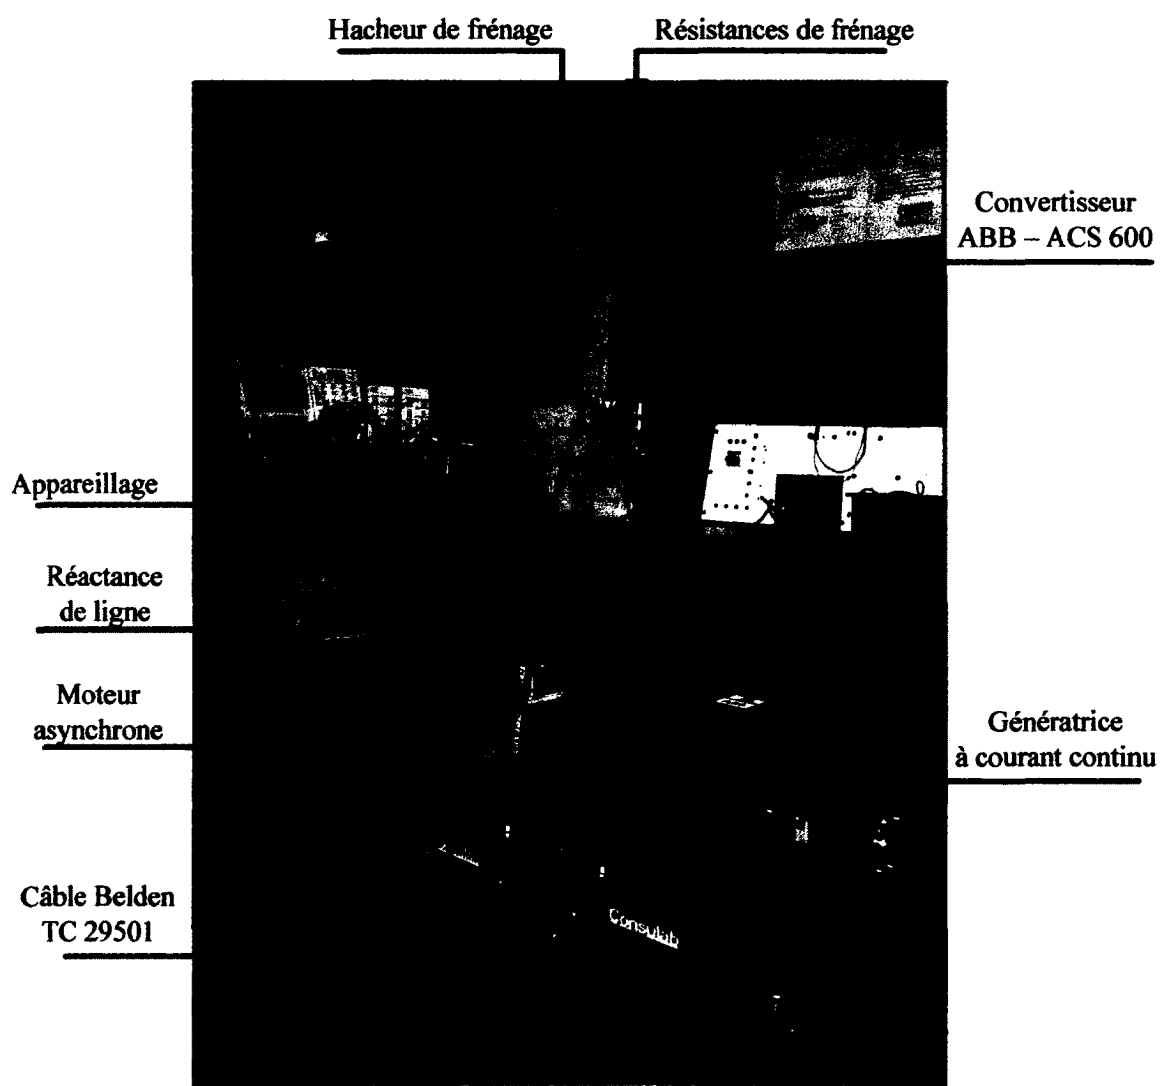 Hacheur de frénage
Résistances de frénage
Convertisseur
ABB – ACS 600
Appareillage
Réactance
de ligne
Moteur
asynchrone
Génératrice
à courant continu
Câble Belden
TC 29501
Consulab